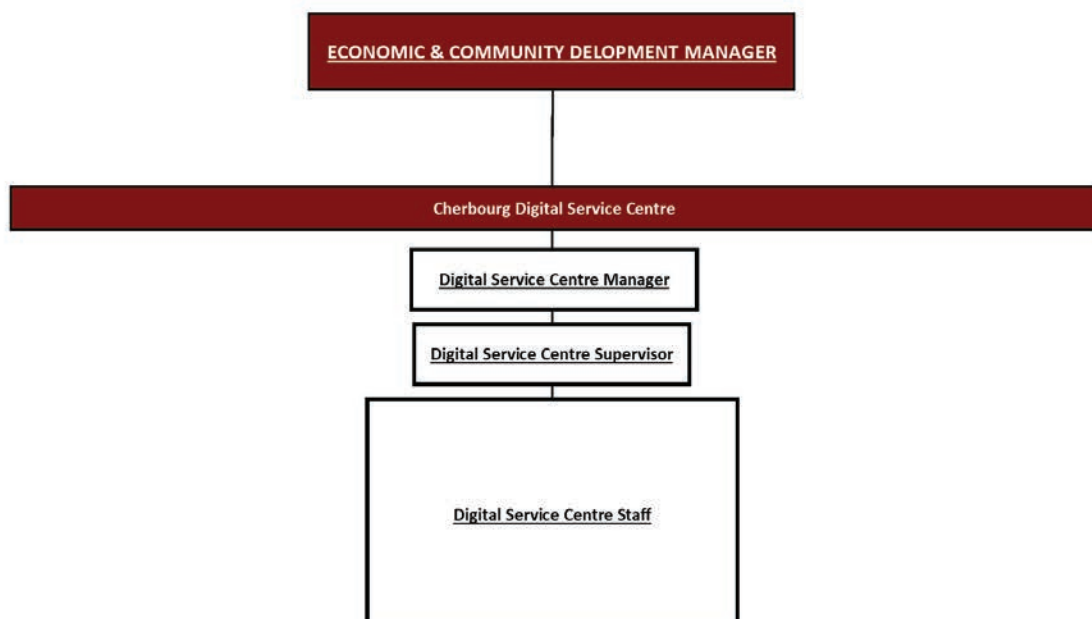 ECONOMIC & COMMUNITY DELOPMENT MANAGER
Cherbourg Digital Service Centre
Digital Service Centre Manager
Digital Service Centre Supervisor
Digital Service Centre Staff